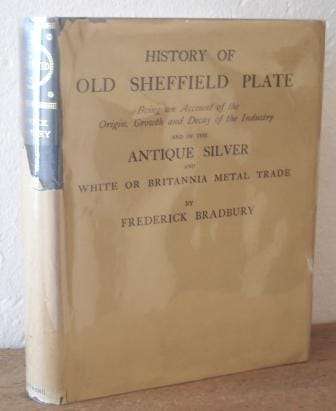 HISTORY OF
OLD SHEFFIELD PLATE
Being an Account of the
Origin, Growth and Decay of the Industry
AND OF THE
ANTIQUE SILVER
AND
WHITE OR BRITANNIA METAL TRADE
BY
FREDERICK BRADBURY